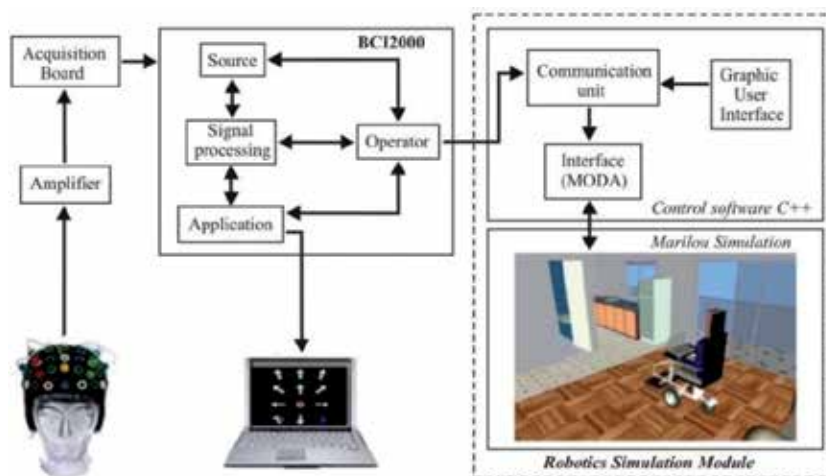 Acquisition
Board
Amplifier
BCI2000
Source
Signal
processing
Application
Operator
Communication
unit
Graphic
User
Interface
Interface
(MODA)
Control software C++
Marilou Simulation
Robotics Simulation Module